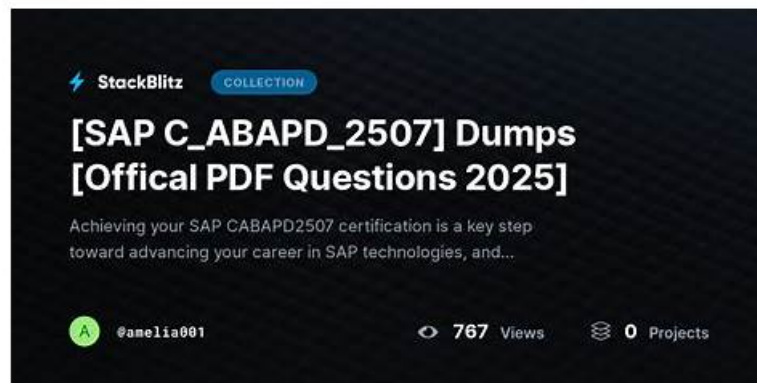 StackBlitz COLLECTION
[SAP C_ABAPD_2507] Dumps
[Offical PDF Questions 2025]
Achieving your SAP CABAPD2507 certification is a key step
toward advancing your career in SAP technologies, and...
A @amelia001 767 Views 0 Projects